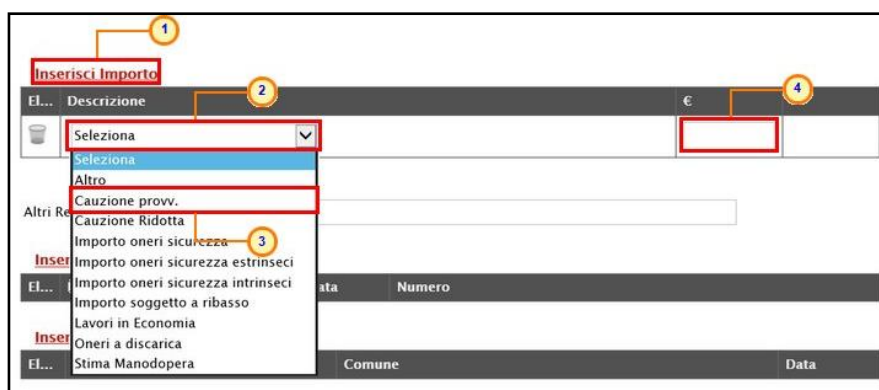 1
Inserisci Importo
2
4
El... Descrizione €
Seleziona
Seleziona
Altro
Cauzione provv.
Altri Re
Cauzione Ridotta
Importo oneri sicurezza
3
Inser
Importo oneri sicurezza estrinseci
El... Importo oneri sicurezza intrinseci ata Numero
Importo soggetto a ribasso
Lavori in Economia
Inser
Oneri a discarica
El... Stima Manodopera Comune Data